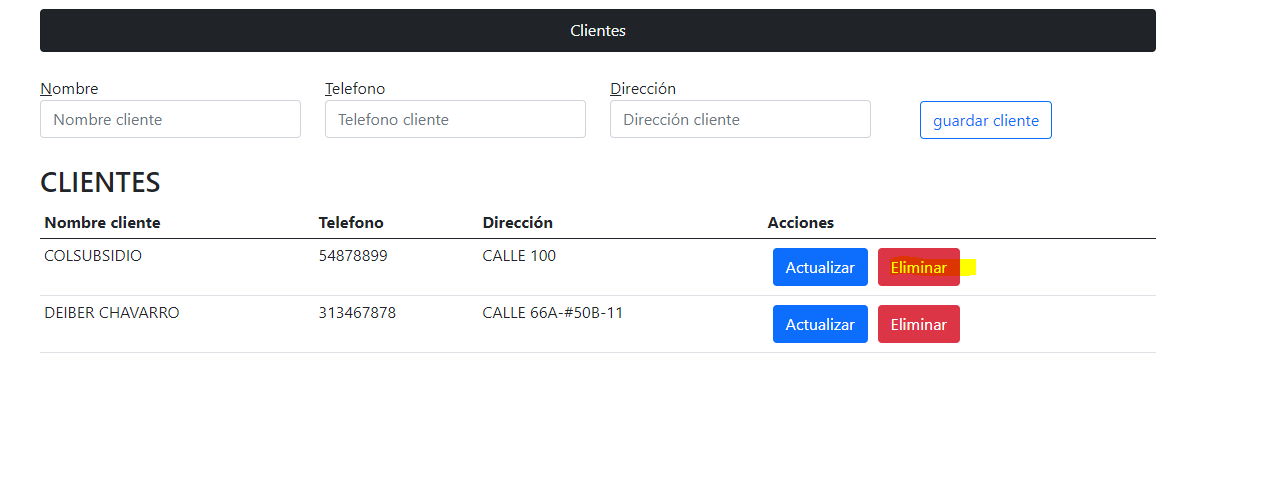 Clientes
Nombre Telefono Dirección
Nombre cliente Telefono cliente Dirección cliente guardar cliente
CLIENTES
Nombre cliente Telefono Dirección Acciones
COLSUBSIDIO 54878899 CALLE 100 Actualizar Eliminar
DEIBER CHAVARRO 313467878 CALLE 66A-#50B-11 Actualizar Eliminar